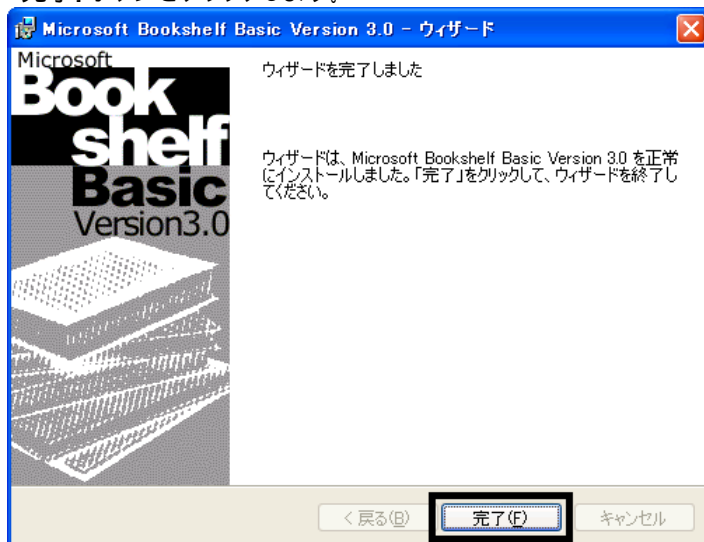 Microsoft Bookshelf Basic Version 3.0 - ウィザード
Microsoft
Book
shelf
Basic
Version3.0
ウィザードを完了しました
ウィザードは、Microsoft Bookshelf Basic Version 3.0 を正常
にインストールしました。「完了」をクリックして、ウィザードを終了し
てください。
< 戻る(B)
完了(F)
キャンセル